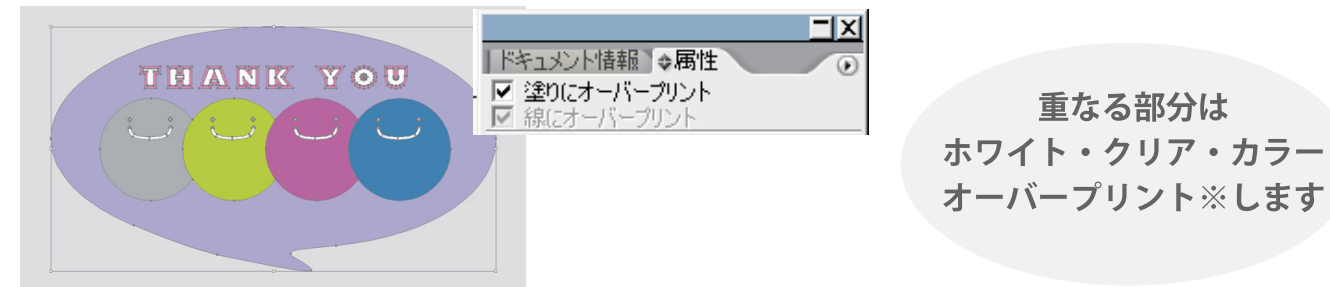 THANK YOU
ドキュメント情報
属性
塗りにオーバープリント
線にオーバープリント
重なる部分は
ホワイト・クリア・カラー
オーバープリント※します